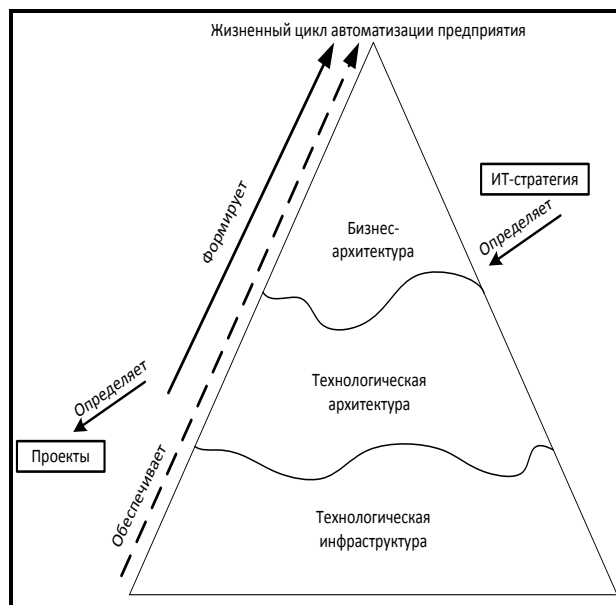 Жизненный цикл автоматизации предприятия
ИТ-стратегия
Определяет
Формирует
Бизнес-
архитектура
Технологическая
архитектура
Определяет
Проекты
Обеспечивает
Технологическая
инфраструктура